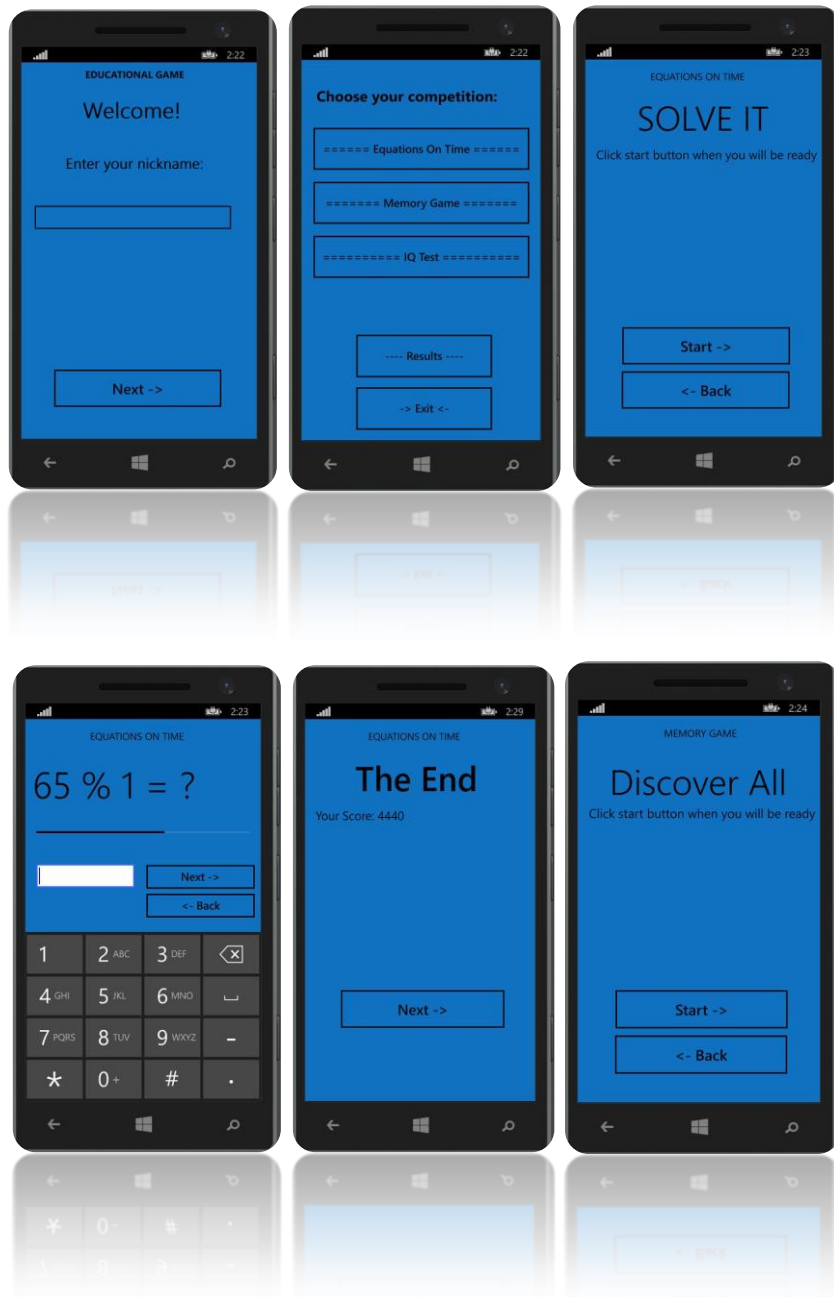 2:22
EDUCATIONAL GAME
Welcome!
Enter your nickname:
Next ->
2:22
Choose your competition:
====== Equations On Time ======
======= Memory Game =======
========== IQ Test ==========
---- Results ----
-> Exit <-
2:23
EQUATIONS ON TIME
SOLVE IT
Click start button when you will be ready
Start ->
<- Back
2:23
EQUATIONS ON TIME
65 % 1 = ?
Next ->
<- Back
1 2 ABC 3 DEF
4 GHI 5 JKL 6 MNO
7 PQRS 8 TUV 9 WXYZ -
* 0 + # .
2:29
EQUATIONS ON TIME
The End
Your Score: 4440
Next ->
2:24
MEMORY GAME
Discover All
Click start button when you will be ready
Start ->
<- Back